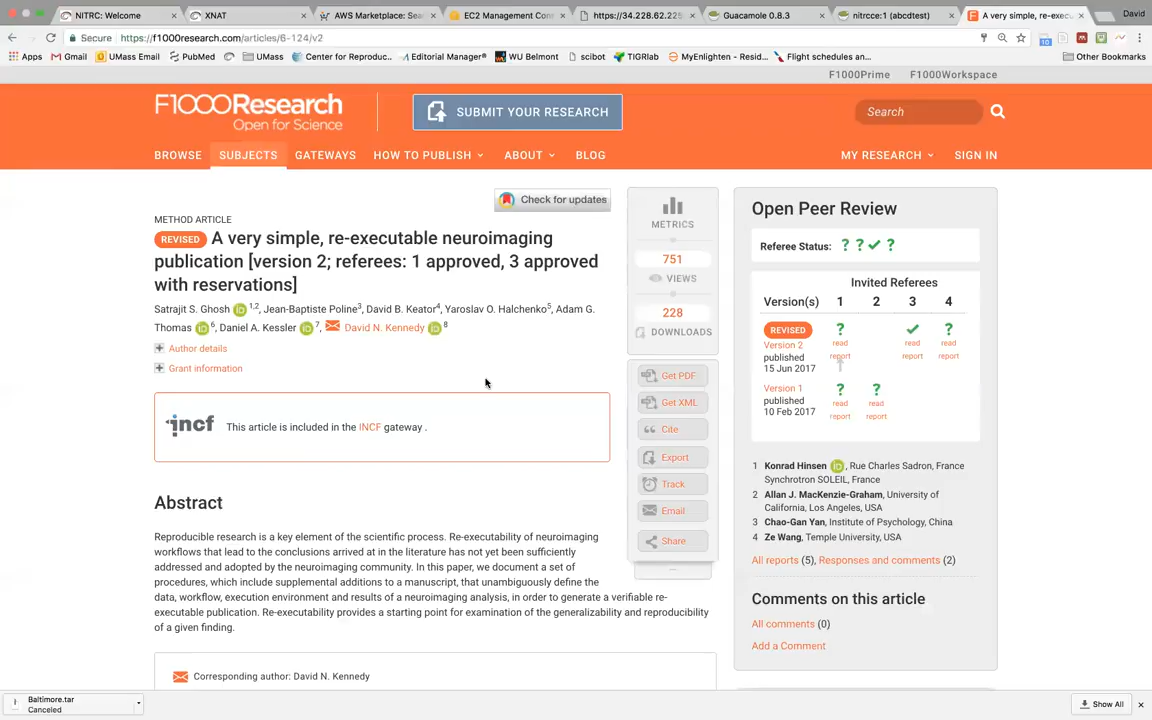 NITRC: Welcome
XNAT
AWS Marketplace: Sea
EC2 Management Con
https://34.228.62.225
Guacamole 0.8.3
nitrcce:1 (abcdtest)
A very simple, re-exec
David
Secure
https://f1000research.com/articles/6-124/v2
Apps
Gmail
UMass Email
PubMed
UMass
Center for Reproduc..
Editorial Manager®
WU Belmont
scibot
TIGRlab
MyEnlighten - Resid...
Flight schedules an...
Other Bookmarks
F1000Prime
F1000Workspace
F1000Research
Open for Science
SUBMIT YOUR RESEARCH
Search
BROWSE
SUBJECTS
GATEWAYS
HOW TO PUBLISH
ABOUT
BLOG
MY RESEARCH
SIGN IN
Check for updates
METHOD ARTICLE
REVISED A very simple, re-executable neuroimaging
publication [version 2; referees: 1 approved, 3 approved
with reservations]
Satrajit S. Ghosh 1,2, Jean-Baptiste Poline3, David B. Keator4, Yaroslav O. Halchenko5, Adam G.
Thomas 6, Daniel A. Kessler 7, David N. Kennedy 8
Author details
Grant information
incf
This article is included in the INCF gateway .
Abstract
Reproducible research is a key element of the scientific process. Re-executability of neuroimaging
workflows that lead to the conclusions arrived at in the literature has not yet been sufficiently
addressed and adopted by the neuroimaging community. In this paper, we document a set of
procedures, which include supplemental additions to a manuscript, that unambiguously define the
data, workflow, execution environment and results of a neuroimaging analysis, in order to generate a verifiable re-
executable publication. Re-executability provides a starting point for examination of the generalizability and reproducibility
of a given finding.
Corresponding author: David N. Kennedy
METRICS
751
VIEWS
228
DOWNLOADS
Get PDF
Get XML
Cite
Export
Track
Email
Share
Open Peer Review
Referee Status: ? ? ✔ ?
Invited Referees
Version(s) 1 2 3 4
REVISED ? ✔ ?
Version 2 read read read
published report report report
15 Jun 2017
Version 1 ? ?
published read read
10 Feb 2017 report report
1 Konrad Hinsen , Rue Charles Sadron, France
Synchrotron SOLEIL, France
2 Allan J. MacKenzie-Graham, University of
California, Los Angeles, USA
3 Chao-Gan Yan, Institute of Psychology, China
4 Ze Wang, Temple University, USA
All reports (5), Responses and comments (2)
Comments on this article
All comments (0)
Add a Comment
Baltimore.tar
Canceled
Show All